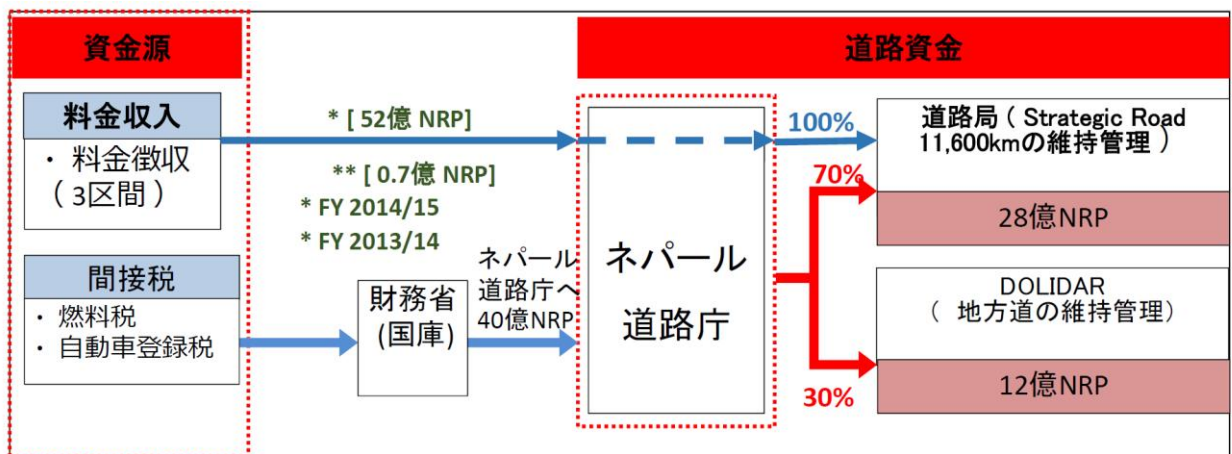 資金源
道路資金
料金収入
・ 料金徴収
（ 3区間 ）
* [ 52億 NRP]
** [ 0.7億 NRP]
* FY 2014/15
* FY 2013/14
間接税
・ 燃料税
・ 自動車登録税
財務省
(国庫)
ネパール
道路庁へ
40億NRP
ネパール
道路庁
100%
70%
30%
道路局 ( Strategic Road
11,600kmの維持管理 )
28億NRP
DOLIDAR
( 地方道の維持管理)
12億NRP